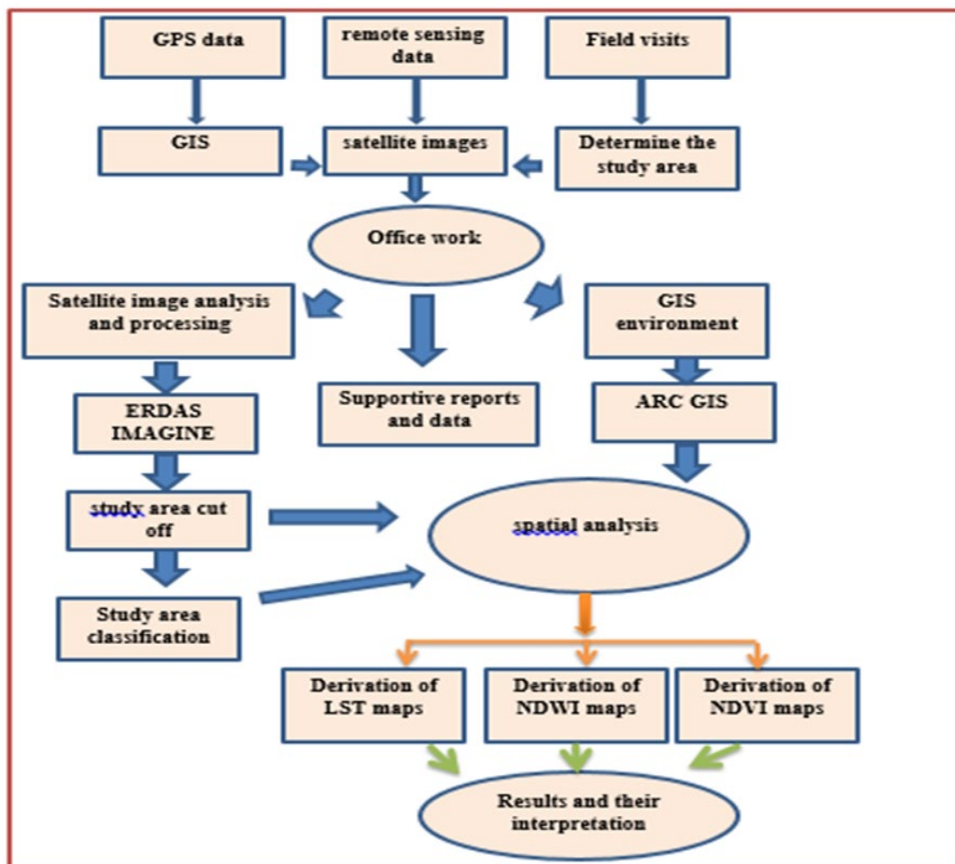 GPS data
remote sensing
data
Field visits
GIS
satellite images
Determine the
study area
Office work
Satellite image analysis
and processing
GIS
environment
Supportive reports
and data
ERDAS
IMAGINE
ARC GIS
study area cut
off
spatial analysis
Study area
classification
Derivation of
LST maps
Derivation of
NDWI maps
Derivation of
NDVI maps
Results and their
interpretation